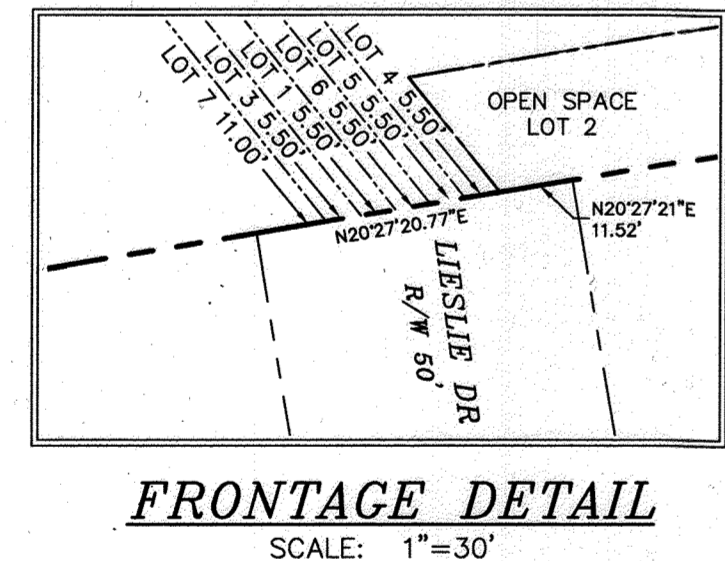 LOT 4 5.50'
LOT 5 5.50'
LOT 6 5.50'
LOT 1 5.50'
LOT 3 5.50'
LOT 7 11.00'
OPEN SPACE
LOT 2
N20°27'21"E
11.52'
N20°27'20.77"E
LIESLIE DR
R/W 50'
FRONTAGE DETAIL
SCALE: 1"=30'